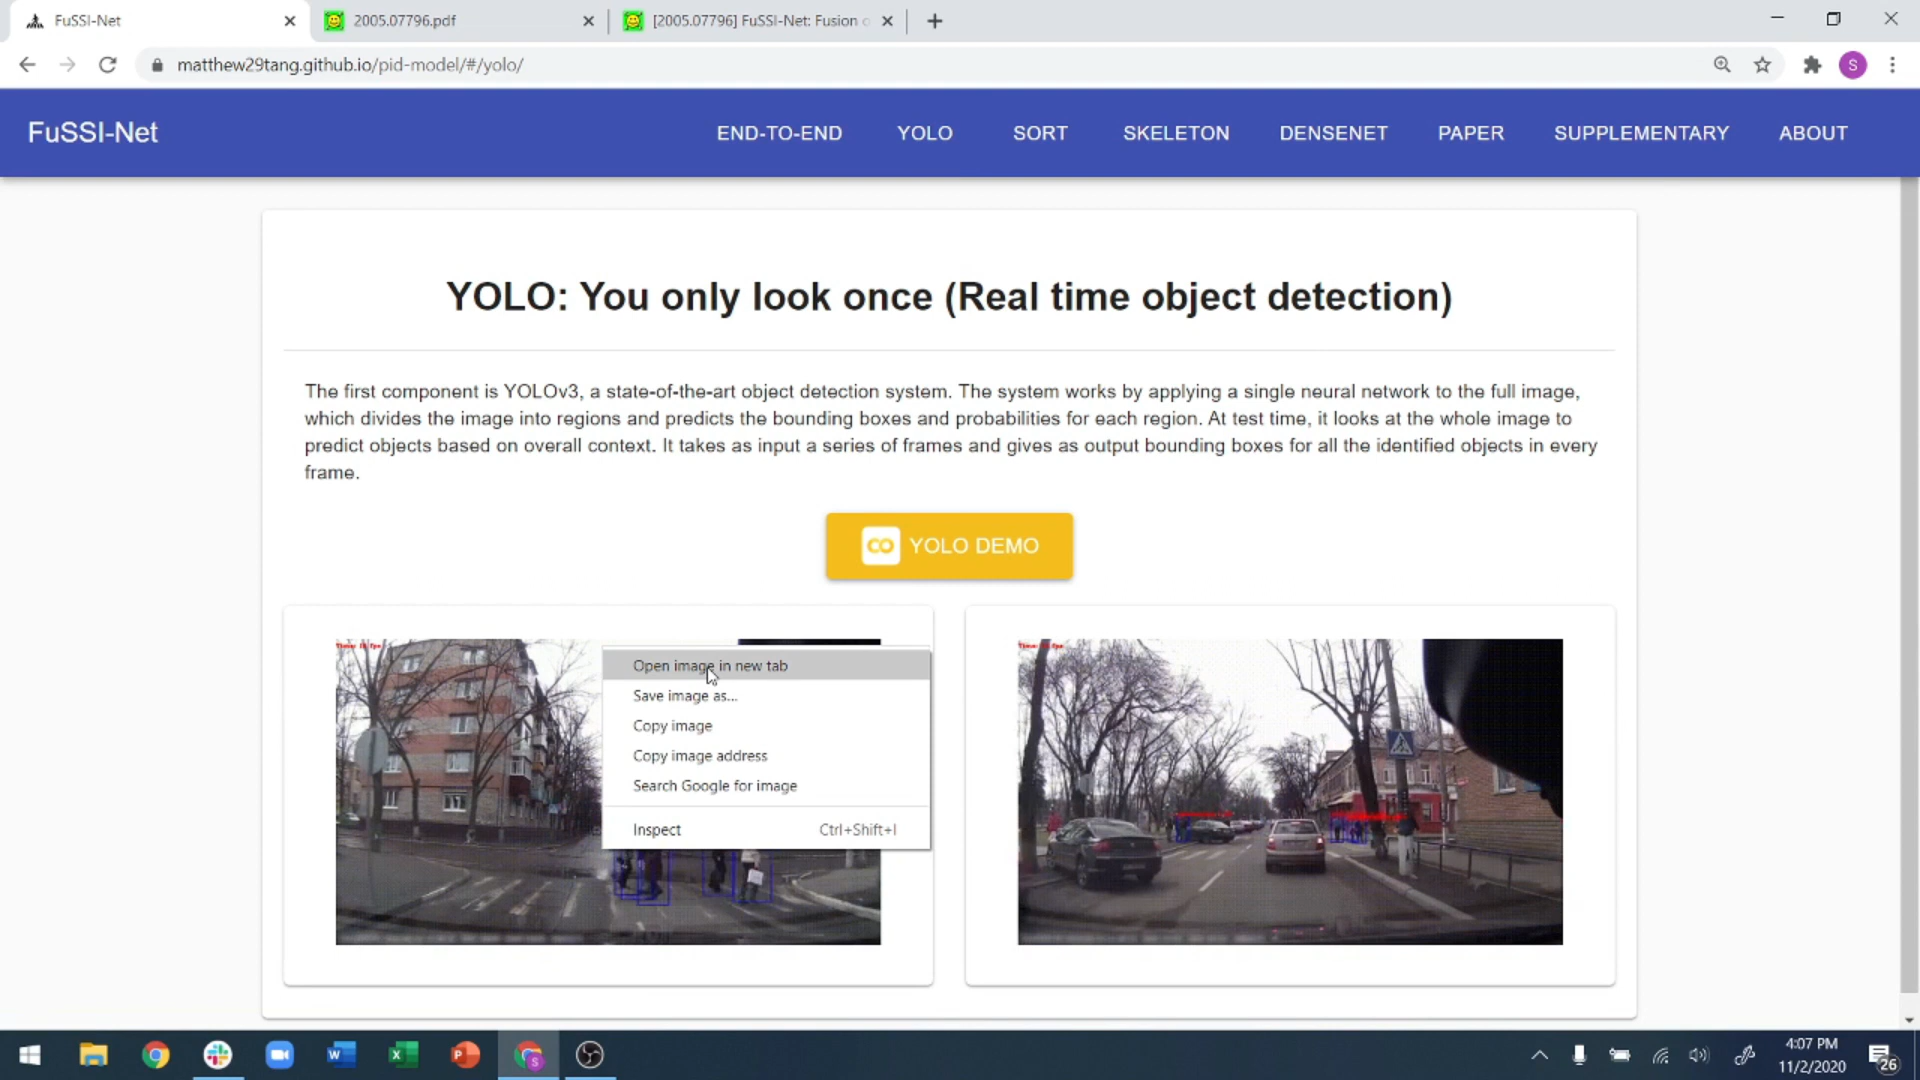 FuSSI-Net
2005.07796.pdf
[2005.07796] FuSSI-Net: Fusion o
matthew29tang.github.io/pid-model/#/yolo/
S
FuSSI-Net
END-TO-END
YOLO
SORT
SKELETON
DENSENET
PAPER
SUPPLEMENTARY
ABOUT
YOLO: You only look once (Real time object detection)
The first component is YOLOv3, a state-of-the-art object detection system. The system works by applying a single neural network to the full image,
which divides the image into regions and predicts the bounding boxes and probabilities for each region. At test time, it looks at the whole image to
predict objects based on overall context. It takes as input a series of frames and gives as output bounding boxes for all the identified objects in every
frame.
YOLO DEMO
Open image in new tab
Save image as...
Copy image
Copy image address
Search Google for image
Inspect Ctrl+Shift+I
4:07 PM
11/2/2020
26